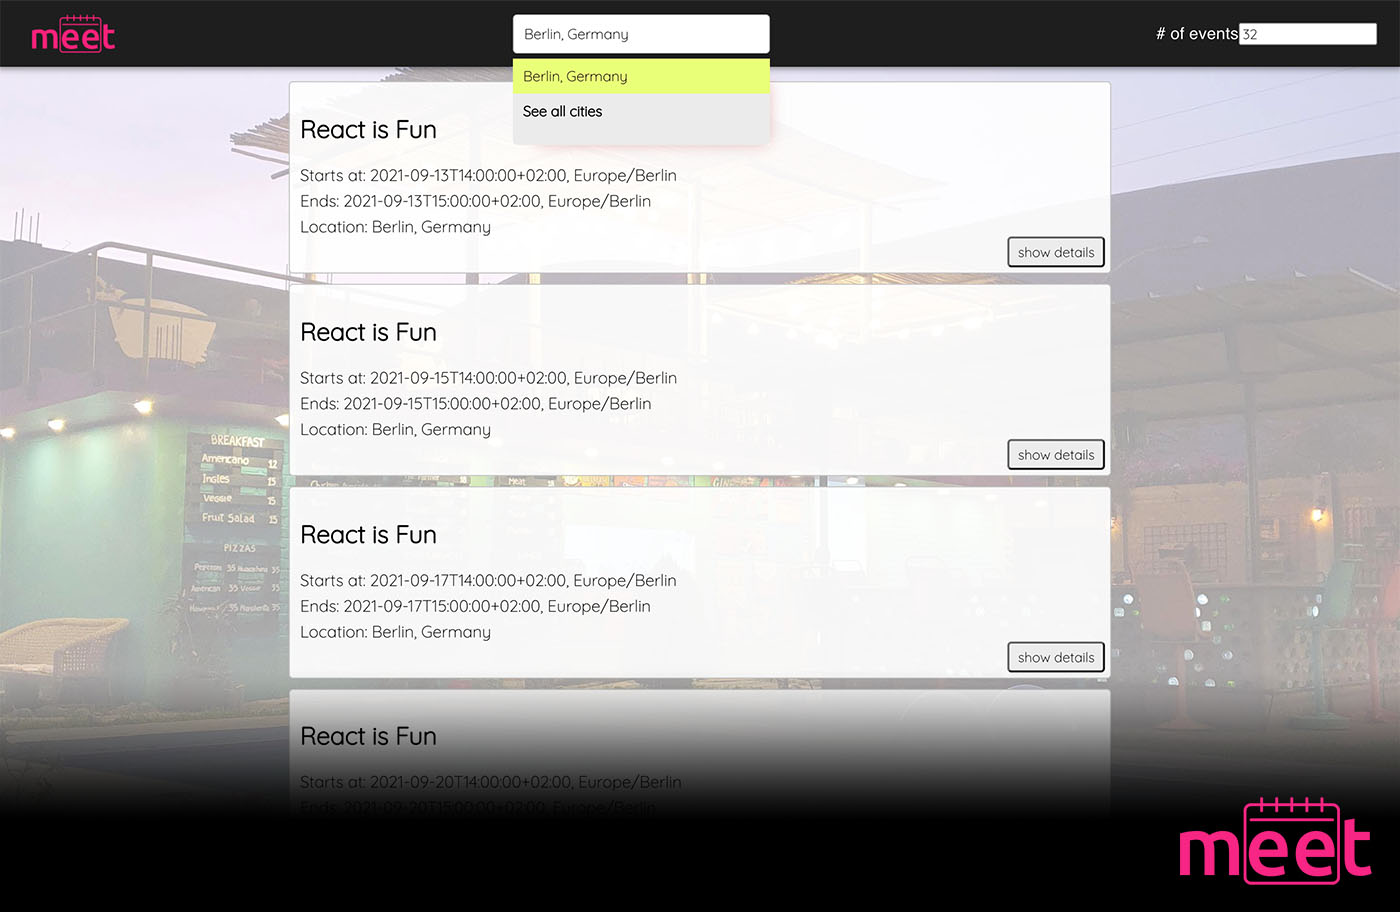 meet
Berlin, Germany
# of events 32
Berlin, Germany
See all cities
React is Fun
Starts at: 2021-09-13T14:00:00+02:00, Europe/Berlin
Ends: 2021-09-13T15:00:00+02:00, Europe/Berlin
Location: Berlin, Germany
show details
React is Fun
Starts at: 2021-09-15T14:00:00+02:00, Europe/Berlin
Ends: 2021-09-15T15:00:00+02:00, Europe/Berlin
Location: Berlin, Germany
show details
BREAKFAST
Americano 12
Ingles 15
Veggie 15
Fruit Salad 15
PIZZAS
React is Fun
Starts at: 2021-09-17T14:00:00+02:00, Europe/Berlin
Ends: 2021-09-17T15:00:00+02:00, Europe/Berlin
Location: Berlin, Germany
show details
React is Fun
Starts at: 2021-09-20T14:00:00+02:00, Europe/Berlin
Ends: 2021-09-20T15:00:00+02:00, Europe/Berlin
meet